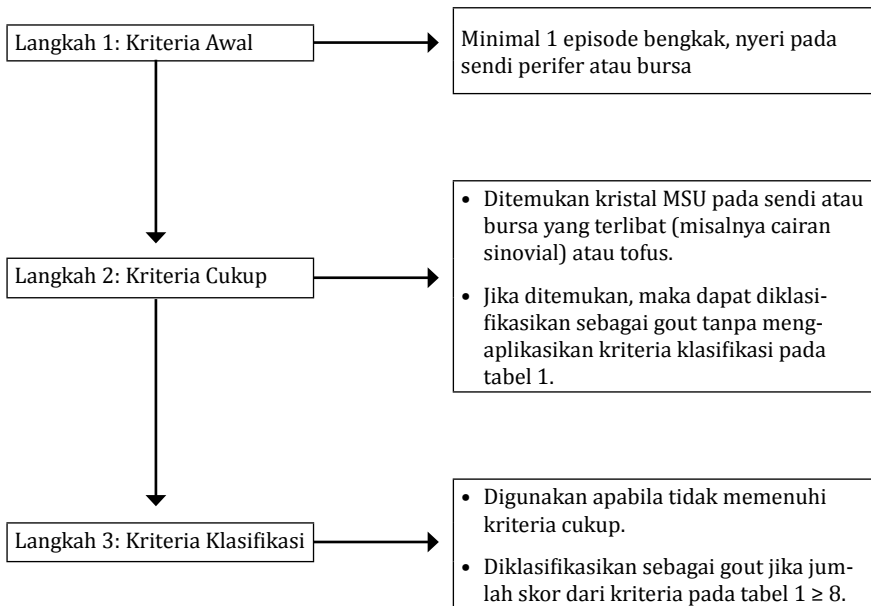 Langkah 1: Kriteria Awal
Minimal 1 episode bengkak, nyeri pada
sendi perifer atau bursa
Langkah 2: Kriteria Cukup
• Ditemukan kristal MSU pada sendi atau
bursa yang terlibat (misalnya cairan
sinovial) atau tofus.
• Jika ditemukan, maka dapat diklasi-
fikasikan sebagai gout tanpa meng-
aplikasikan kriteria klasifikasi pada
tabel 1.
Langkah 3: Kriteria Klasifikasi
• Digunakan apabila tidak memenuhi
kriteria cukup.
• Diklasifikasikan sebagai gout jika jum-
lah skor dari kriteria pada tabel 1 ≥ 8.